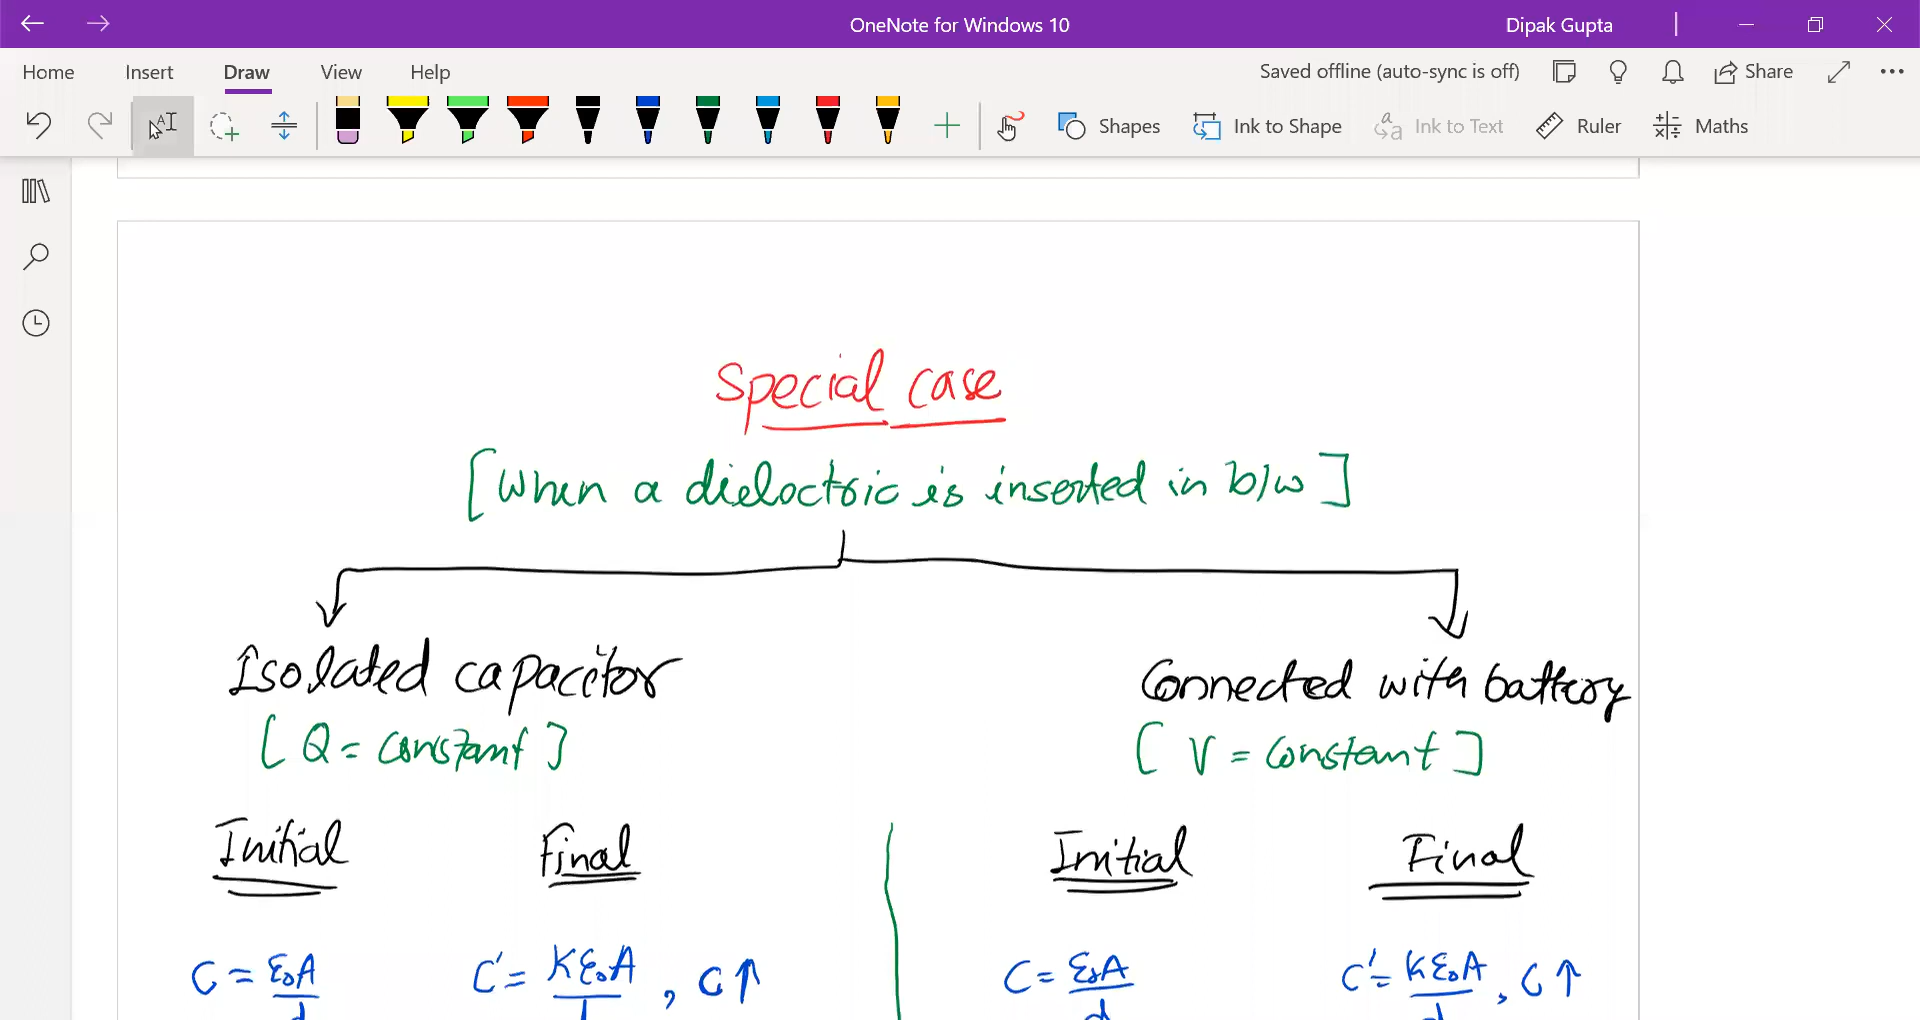 OneNote for Windows 10
Dipak Gupta
Home Insert Draw View Help
Saved offline (auto-sync is off) Share
Shapes Ink to Shape Ink to Text Ruler Maths
Special case
[When a dielectric is inserted in b/w]
Isolated capacitor
[Q = constant]
Initial Final
C = ε₀A/d C' = Kε₀A/d , C↑
Connected with battery
[V = constant]
Initial Final
C = ε₀A/d C' = Kε₀A/d , C↑